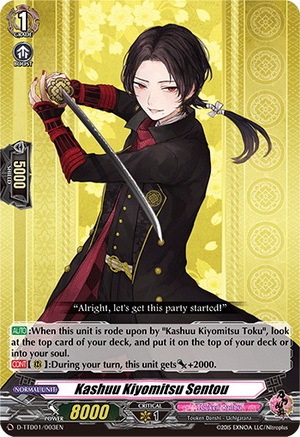 1
GRADE
BOOST
5000
SHIELD
"Alright, let's get this party started!"
AUTO:When this unit is rode upon by "Kashuu Kiyomitsu Toku", look
at the top card of your deck, and put it on the top of your deck or
into your soul.
CONT:During your turn, this unit gets +2000.
NORMAL UNIT
Kashuu Kiyomitsu Sentou
POWER 8000
CRITICAL 1
D-TTD01/003EN
Touken Danshi - Uchigatana
©2015 EXNOA LLC/Nitroplus